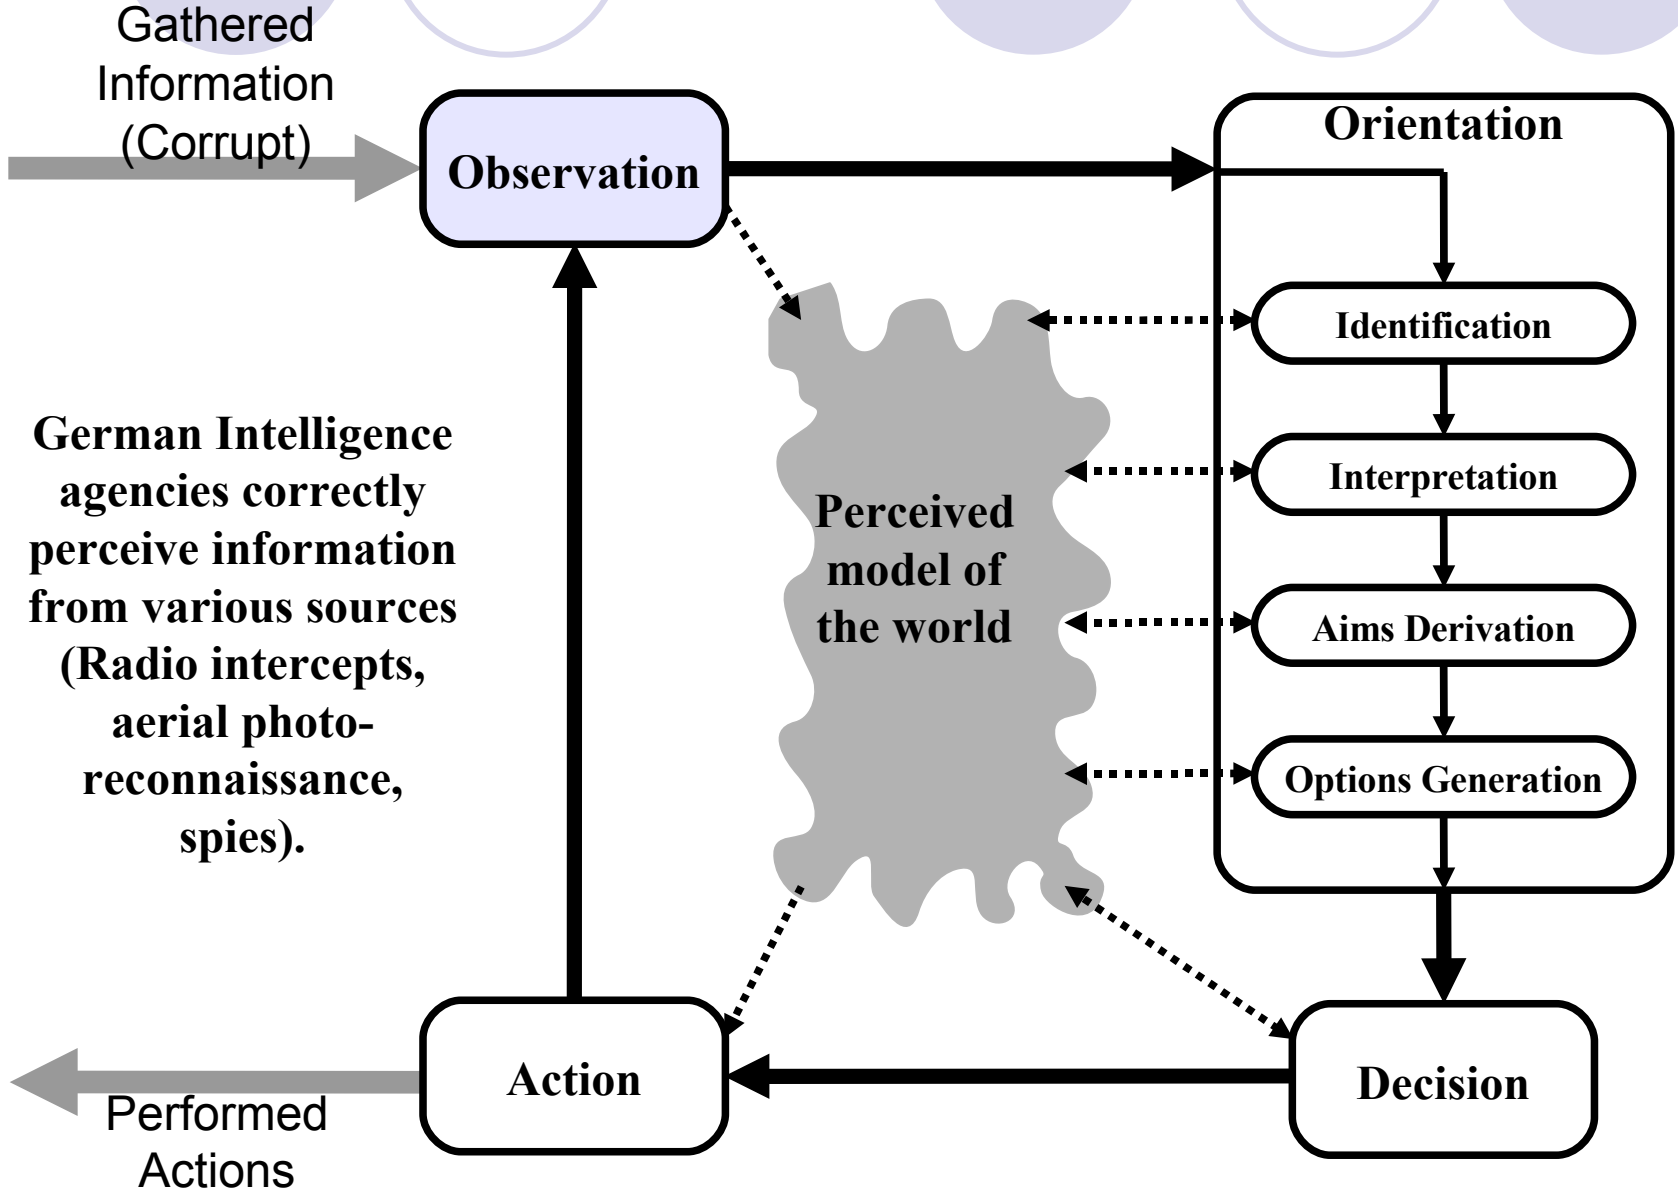 Gathered
Information
(Corrupt)
Observation
Orientation
Identification
Interpretation
Aims Derivation
Options Generation
German Intelligence
agencies correctly
perceive information
from various sources
(Radio intercepts,
aerial photo-
reconnaissance,
spies).
Perceived
model of
the world
Action
Decision
Performed
Actions